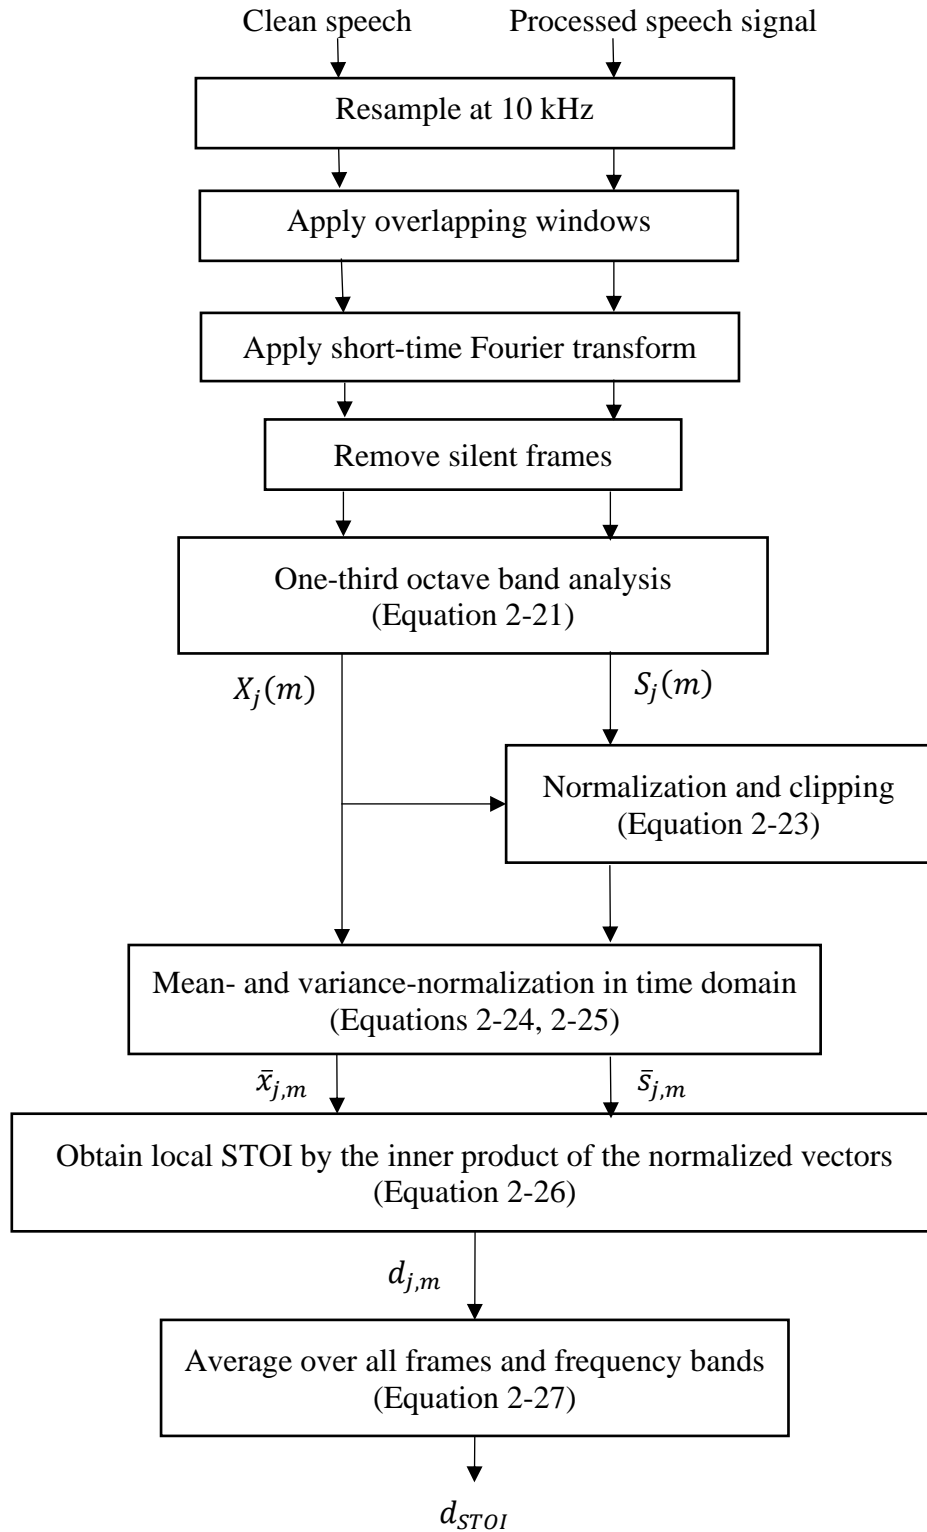 Clean speech
Processed speech signal
Resample at 10 kHz
Apply overlapping windows
Apply short-time Fourier transform
Remove silent frames
One-third octave band analysis
(Equation 2-21)
X_j(m)
S_j(m)
Normalization and clipping
(Equation 2-23)
Mean- and variance-normalization in time domain
(Equations 2-24, 2-25)
x̄_{j,m}
s̄_{j,m}
Obtain local STOI by the inner product of the normalized vectors
(Equation 2-26)
d_{j,m}
Average over all frames and frequency bands
(Equation 2-27)
d_{STOI}